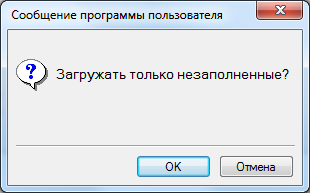 Сообщение программы пользователя
Загружать только незаполненные?
OK
Отмена